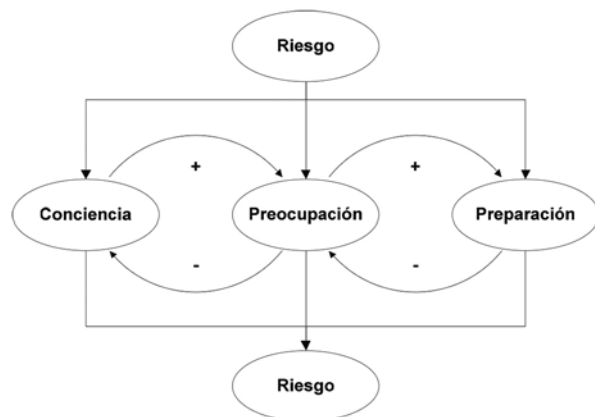 Riesgo
+
+
Conciencia
Preocupación
Preparación
-
-
Riesgo